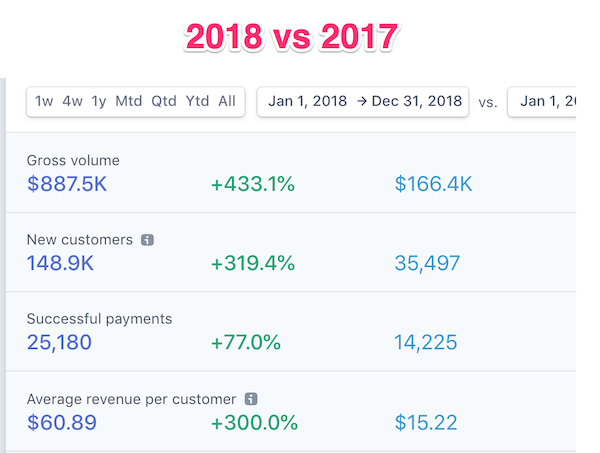 2018 vs 2017
1w 4w 1y Mtd Qtd Ytd All Jan 1, 2018 → Dec 31, 2018 vs. Jan 1,
Gross volume
$887.5K +433.1% $166.4K
New customers
148.9K +319.4% 35,497
Successful payments
25,180 +77.0% 14,225
Average revenue per customer
$60.89 +300.0% $15.22